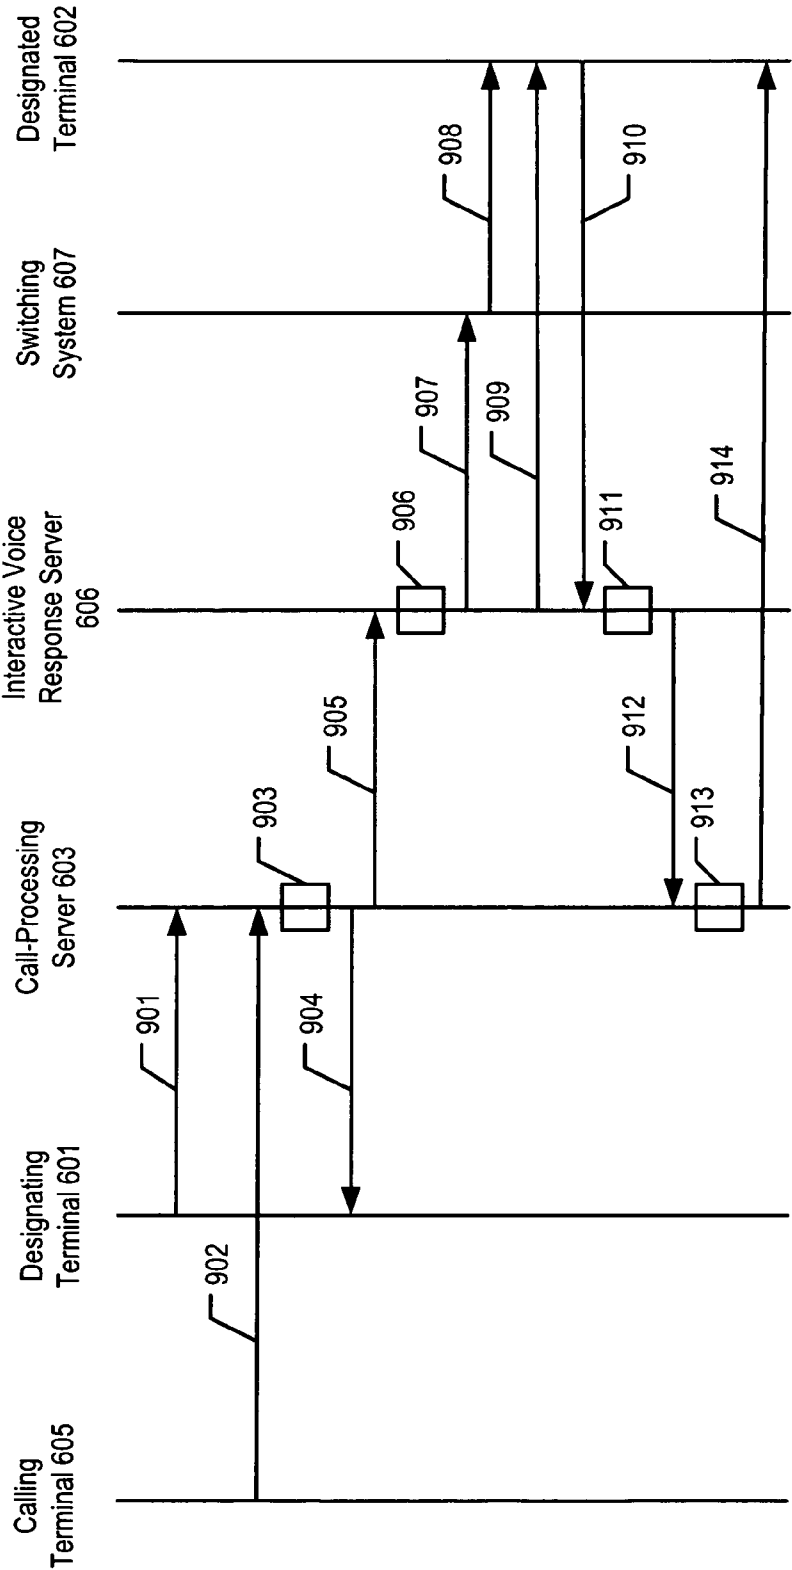 Calling
Terminal 605
Designating
Terminal 601
Call-Processing
Server 603
Interactive Voice
Response Server
606
Switching
System 607
Designated
Terminal 602
901
902
903
904
905
906
907
908
909
910
911
912
913
914